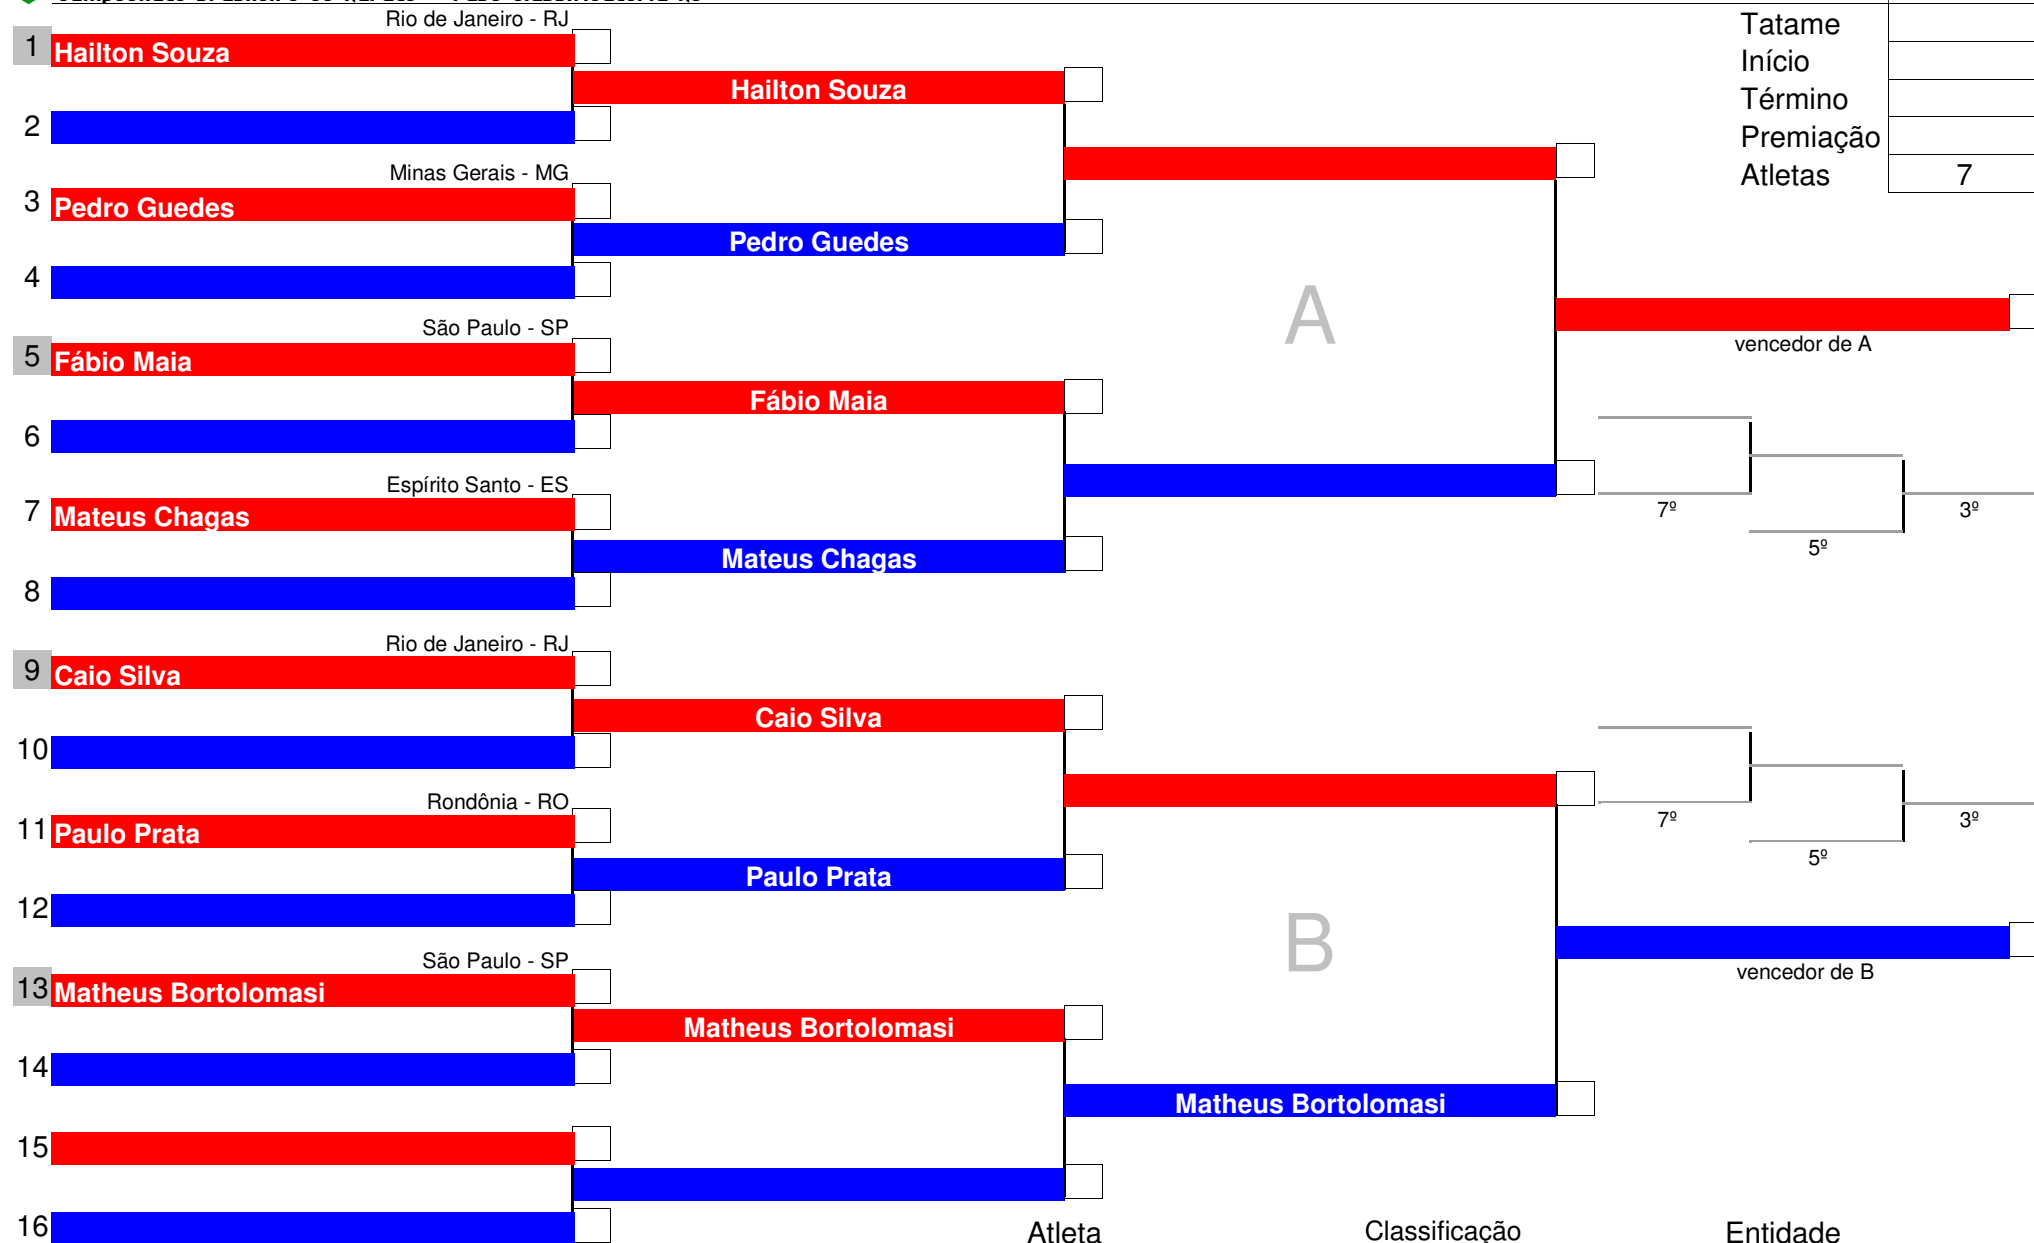 Rio de Janeiro - RJ
1 Hailton Souza
Hailton Souza
2
Minas Gerais - MG
3 Pedro Guedes
Pedro Guedes
4
São Paulo - SP
5 Fábio Maia
Fábio Maia
6
Espírito Santo - ES
7 Mateus Chagas
Mateus Chagas
8
Rio de Janeiro - RJ
9 Caio Silva
Caio Silva
10
Rondônia - RO
11 Paulo Prata
Paulo Prata
12
São Paulo - SP
13 Matheus Bortolomasi
Matheus Bortolomasi
14
15
16
A
B
Matheus Bortolomasi
Tatame
Início
Término
Premiação
Atletas 7
vencedor de A
7º
3º
5º
7º
3º
5º
vencedor de B
Atleta Classificação Entidade